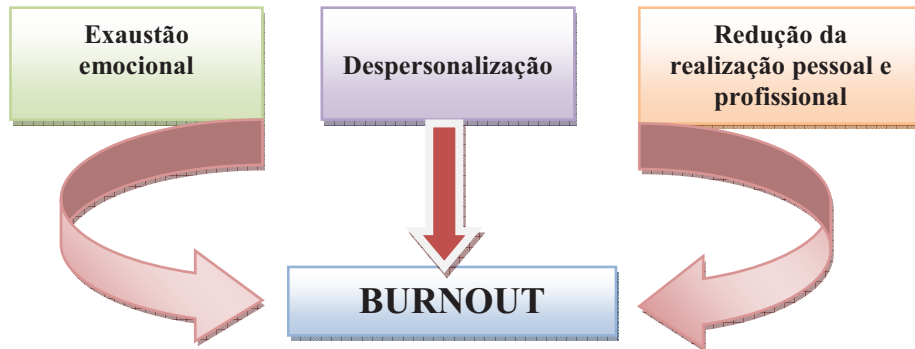 Exaustão
emocional
Despersonalização
Redução da
realização pessoal e
profissional
BURNOUT